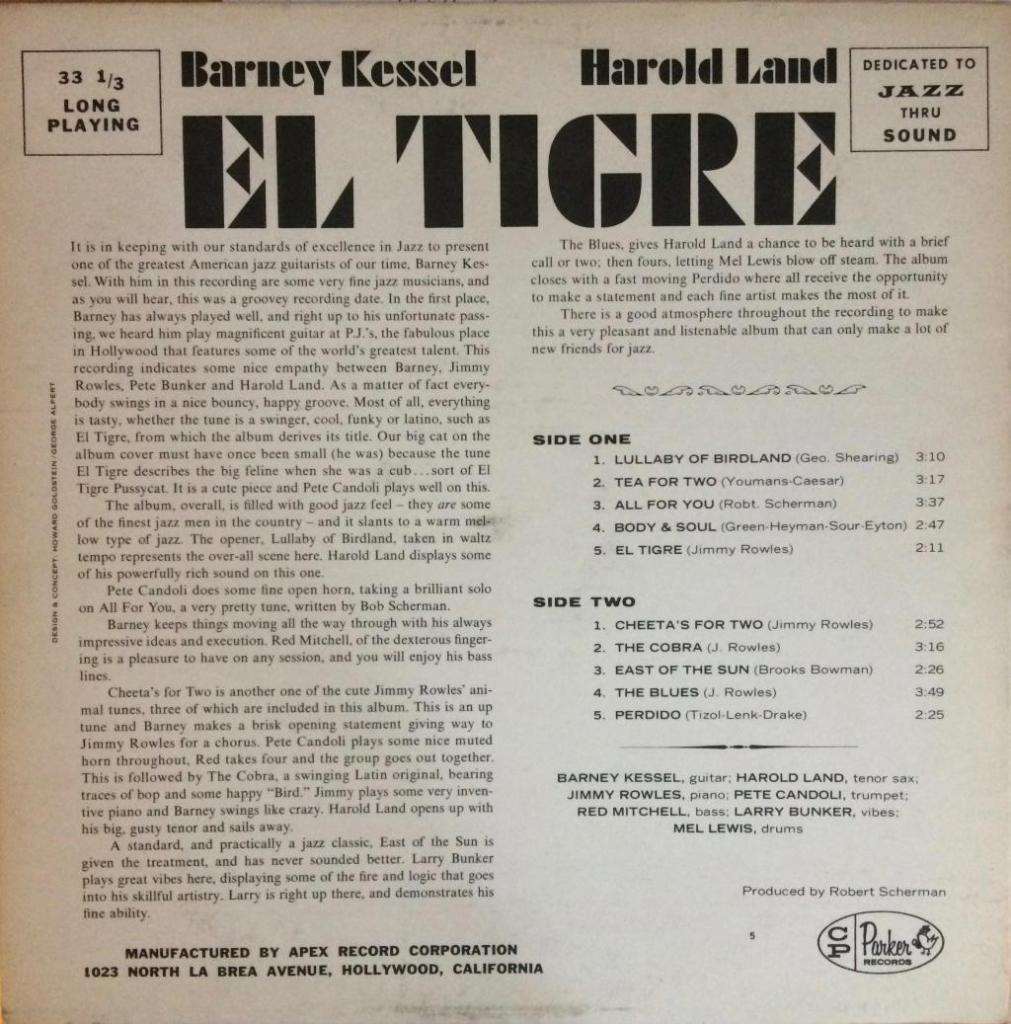 33 1/3
LONG
PLAYING
Barney Kessel
Harold Land
DEDICATED TO
JAZZ
THRU
SOUND
EL TIGRE
It is in keeping with our standards of excellence in Jazz to present
one of the greatest American jazz guitarists of our time, Barney Kes-
sel. With him in this recording are some very fine jazz musicians, and
as you will hear, this was a groovey recording date. In the first place,
Barney has always played well, and right up to his unfortunate pass-
ing, we heard him play magnificent guitar at P.J.'s, the fabulous place
in Hollywood that features some of the world's greatest talent. This
recording indicates some nice empathy between Barney, Jimmy
Rowles, Pete Bunker and Harold Land. As a matter of fact every-
body swings in a nice bouncy, happy groove. Most of all, everything
is tasty, whether the tune is a swinger, cool, funky or latino, such as
El Tigre, from which the album derives its title. Our big cat on the
album cover must have once been small (he was) because the tune
El Tigre describes the big feline when she was a cub...sort of El
Tigre Pussycat. It is a cute piece and Pete Candoli plays well on this.
The album, overall, is filled with good jazz feel – they are some
of the finest jazz men in the country – and it slants to a warm mel-
low type of jazz. The opener, Lullaby of Birdland, taken in waltz
tempo represents the over-all scene here. Harold Land displays some
of his powerfully rich sound on this one.
Pete Candoli does some fine open horn, taking a brilliant solo
on All For You, a very pretty tune, written by Bob Scherman.
Barney keeps things moving all the way through with his always
impressive ideas and execution. Red Mitchell, of the dexterous finger-
ing is a pleasure to have on any session, and you will enjoy his bass
lines.
Cheeta's for Two is another one of the cute Jimmy Rowles' ani-
mal tunes, three of which are included in this album. This is an up
tune and Barney makes a brisk opening statement giving way to
Jimmy Rowles for a chorus. Pete Candoli plays some nice muted
horn throughout, Red takes four and the group goes out together.
This is followed by The Cobra, a swinging Latin original, bearing
traces of bop and some happy “Bird.” Jimmy plays some very inven-
tive piano and Barney swings like crazy. Harold Land opens up with
his big, gusty tenor and sails away.
A standard, and practically a jazz classic, East of the Sun is
given the treatment, and has never sounded better. Larry Bunker
plays great vibes here, displaying some of the fire and logic that goes
into his skillful artistry. Larry is right up there, and demonstrates his
fine ability.
The Blues, gives Harold Land a chance to be heard with a brief
call or two; then fours, letting Mel Lewis blow off steam. The album
closes with a fast moving Perdido where all receive the opportunity
to make a statement and each fine artist makes the most of it.
There is a good atmosphere throughout the recording to make
this a very pleasant and listenable album that can only make a lot of
new friends for jazz.
SIDE ONE
1. LULLABY OF BIRDLAND (Geo. Shearing) 3:10
2. TEA FOR TWO (Youmans-Caesar) 3:17
3. ALL FOR YOU (Robt. Scherman) 3:37
4. BODY & SOUL (Green-Heyman-Sour-Eyton) 2:47
5. EL TIGRE (Jimmy Rowles) 2:11
SIDE TWO
1. CHEETA'S FOR TWO (Jimmy Rowles) 2:52
2. THE COBRA (J. Rowles) 3:16
3. EAST OF THE SUN (Brooks Bowman) 2:26
4. THE BLUES (J. Rowles) 3:49
5. PERDIDO (Tizol-Lenk-Drake) 2:25
BARNEY KESSEL, guitar; HAROLD LAND, tenor sax;
JIMMY ROWLES, piano; PETE CANDOLI, trumpet;
RED MITCHELL, bass; LARRY BUNKER, vibes;
MEL LEWIS, drums
Produced by Robert Scherman
5
CP Parker
RECORDS
MANUFACTURED BY APEX RECORD CORPORATION
1023 NORTH LA BREA AVENUE, HOLLYWOOD, CALIFORNIA
DESIGN & CONCEPT: HOWARD GOLDSTEIN/GEORGE ALPERT